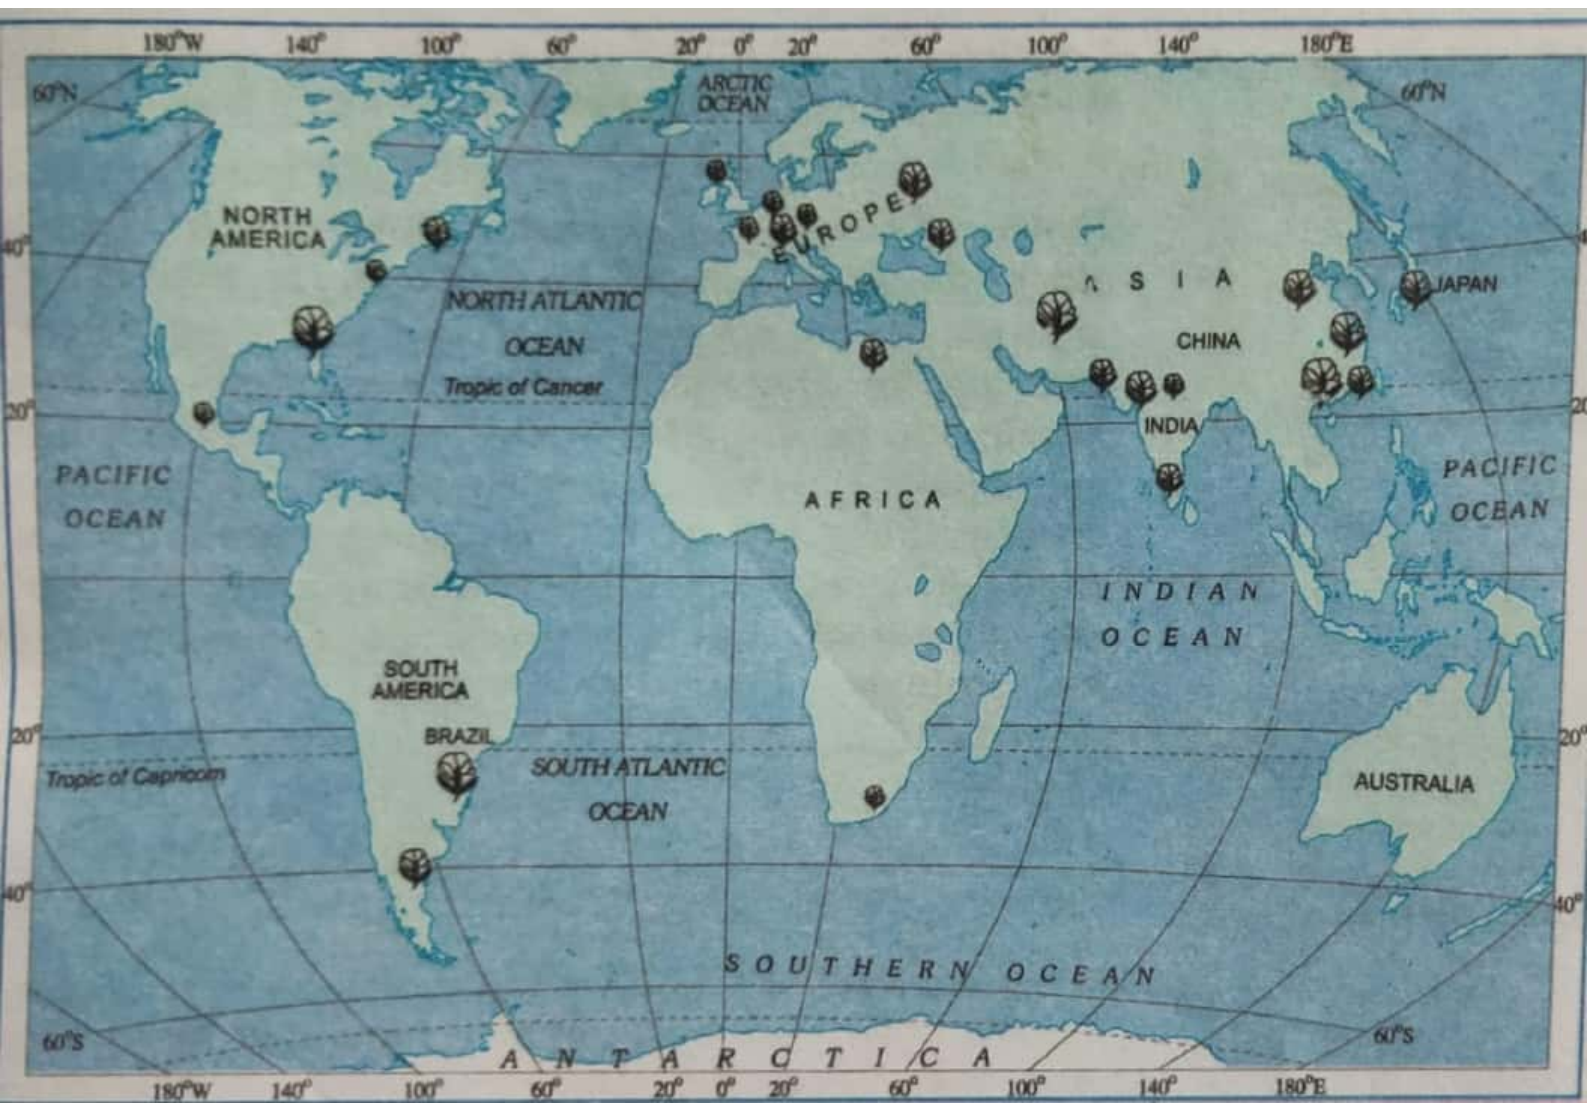 180°W 140° 100° 60° 20° 0° 20° 60° 100° 140° 180°E
ARCTIC
OCEAN
60°N
60°N
NORTH
AMERICA
EUROPE
40°
NORTH ATLANTIC
OCEAN
ASIA
JAPAN
CHINA
Tropic of Cancer
20°
20°
INDIA
PACIFIC
OCEAN
PACIFIC
OCEAN
AFRICA
INDIAN
OCEAN
SOUTH
AMERICA
BRAZIL
20°
20°
Tropic of Capricorn
SOUTH ATLANTIC
OCEAN
AUSTRALIA
40°
40°
SOUTHERN OCEAN
60°S
60°S
ANTARCTICA
180°W 140° 100° 60° 20° 0° 20° 60° 100° 140° 180°E